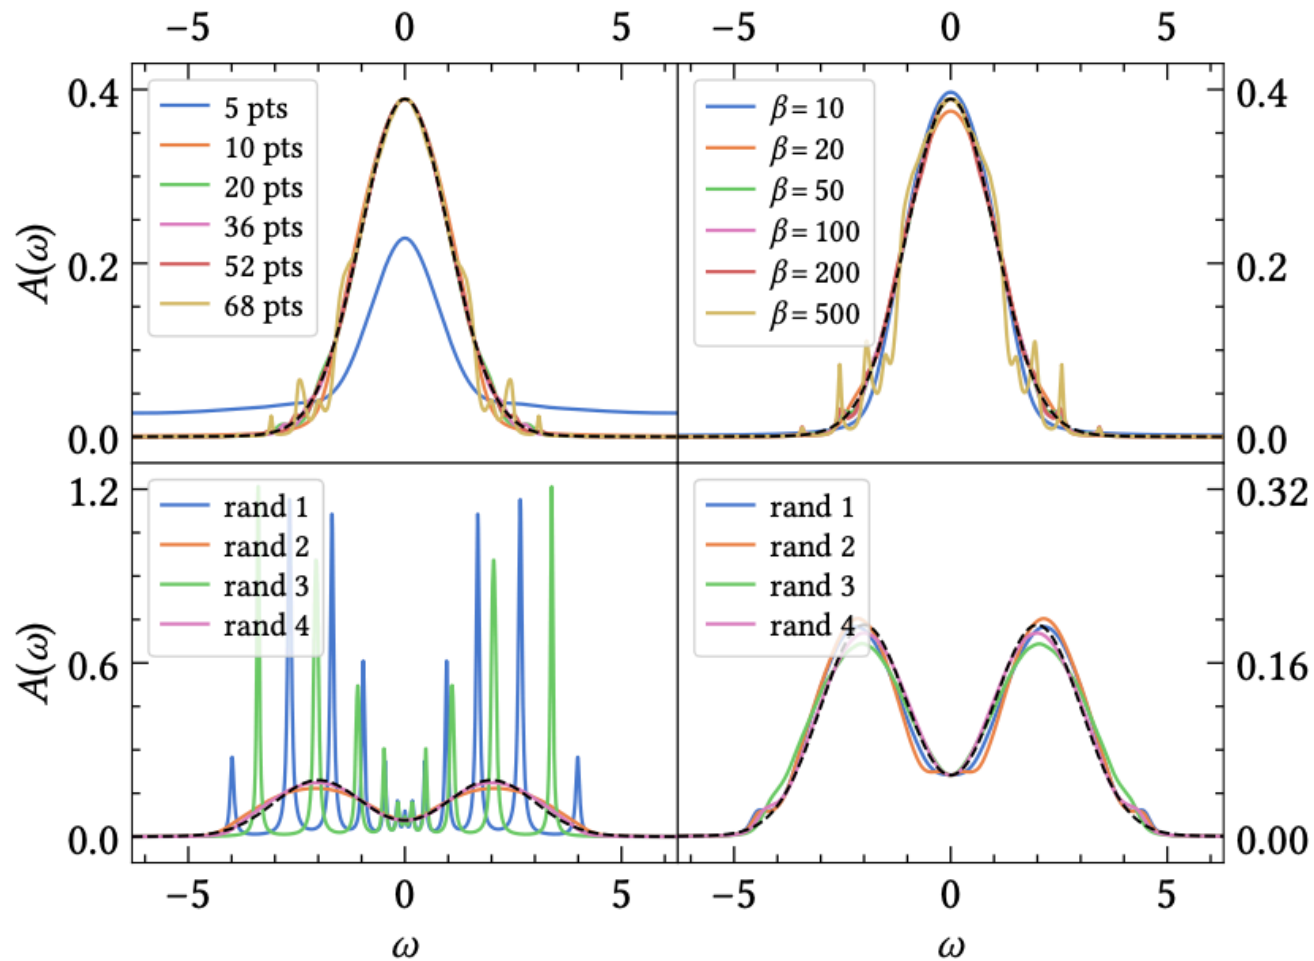 −5 0 5 −5 0 5
0.4
0.2
0.0
A(ω)
5 pts
10 pts
20 pts
36 pts
52 pts
68 pts
β = 10
β = 20
β = 50
β = 100
β = 200
β = 500
0.4
0.2
0.0
1.2
0.6
0.0
A(ω)
rand 1
rand 2
rand 3
rand 4
rand 1
rand 2
rand 3
rand 4
0.32
0.16
0.00
−5 0 5 −5 0 5
ω ω